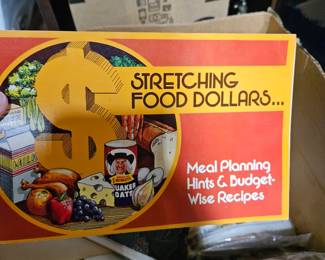 STRETCHING
FOOD DOLLARS...
Meal Planning
Hints & Budget-
Wise Recipes
QUAKER
OATS